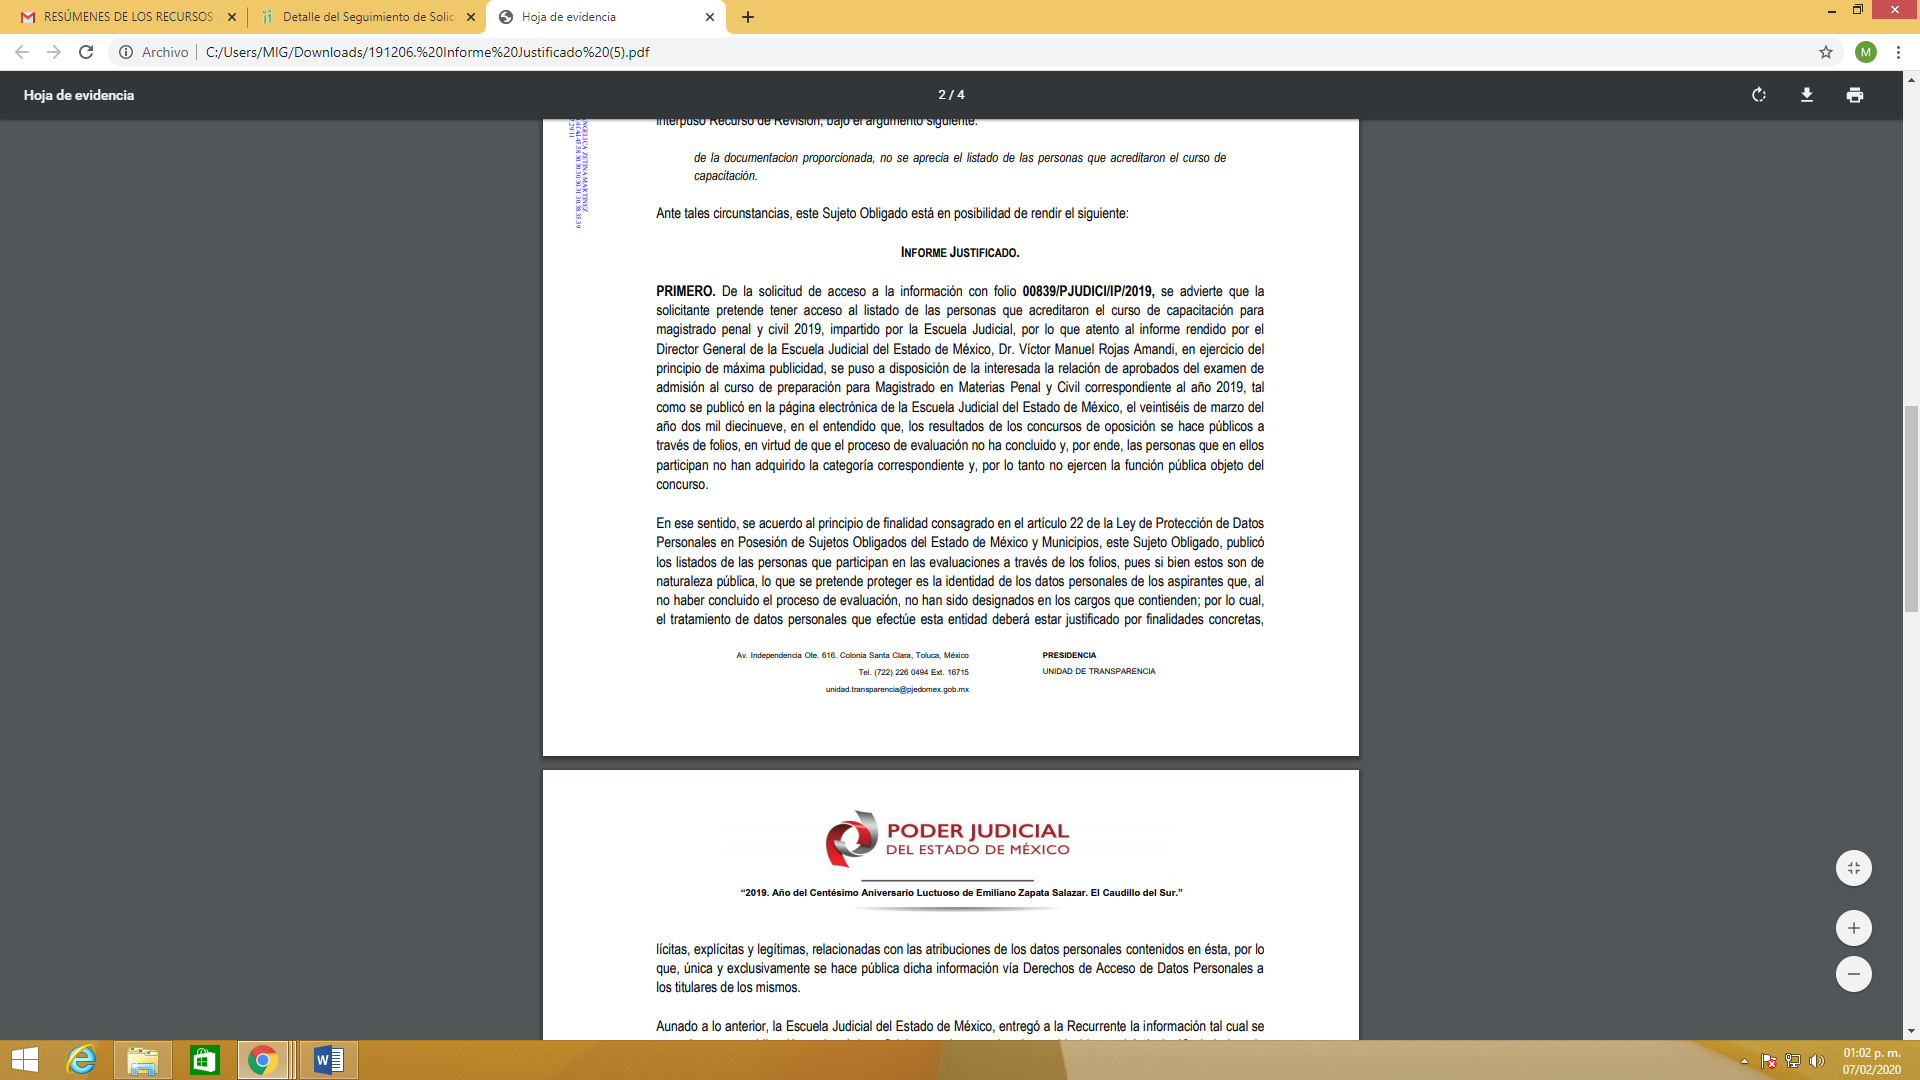 RESÚMENES DE LOS RECURSOS
Detalle del Seguimiento de Solici
Hoja de evidencia
Archivo
C:/Users/MIG/Downloads/191206.%20Informe%20Justificado%20(5).pdf
M
Hoja de evidencia
2 / 4
interpuso Recurso de Revisión, bajo el argumento siguiente:
de la documentacion proporcionada, no se aprecia el listado de las personas que acreditaron el curso de
capacitación.
Ante tales circunstancias, este Sujeto Obligado está en posibilidad de rendir el siguiente:
INFORME JUSTIFICADO.
PRIMERO. De la solicitud de acceso a la información con folio 00839/PJUDICI/IP/2019, se advierte que la
solicitante pretende tener acceso al listado de las personas que acreditaron el curso de capacitación para
magistrado penal y civil 2019, impartido por la Escuela Judicial, por lo que atento al informe rendido por el
Director General de la Escuela Judicial del Estado de México, Dr. Víctor Manuel Rojas Amandi, en ejercicio del
principio de máxima publicidad, se puso a disposición de la interesada la relación de aprobados del examen de
admisión al curso de preparación para Magistrado en Materias Penal y Civil correspondiente al año 2019, tal
como se publicó en la página electrónica de la Escuela Judicial del Estado de México, el veintiséis de marzo del
año dos mil diecinueve, en el entendido que, los resultados de los concursos de oposición se hace públicos a
través de folios, en virtud de que el proceso de evaluación no ha concluido y, por ende, las personas que en ellos
participan no han adquirido la categoría correspondiente y, por lo tanto no ejercen la función pública objeto del
concurso.
En ese sentido, se acuerdo al principio de finalidad consagrado en el artículo 22 de la Ley de Protección de Datos
Personales en Posesión de Sujetos Obligados del Estado de México y Municipios, este Sujeto Obligado, publicó
los listados de las personas que participan en las evaluaciones a través de los folios, pues si bien estos son de
naturaleza pública, lo que se pretende proteger es la identidad de los datos personales de los aspirantes que, al
no haber concluido el proceso de evaluación, no han sido designados en los cargos que contienden; por lo cual,
el tratamiento de datos personales que efectúe esta entidad deberá estar justificado por finalidades concretas,
Av. Independencia Ote. 616. Colonia Santa Clara, Toluca, México
Tel. (722) 226 0494 Ext. 16715
unidad.transparencia@pjedomex.gob.mx
PRESIDENCIA
UNIDAD DE TRANSPARENCIA
PODER JUDICIAL
DEL ESTADO DE MÉXICO
“2019. Año del Centésimo Aniversario Luctuoso de Emiliano Zapata Salazar. El Caudillo del Sur.”
lícitas, explícitas y legítimas, relacionadas con las atribuciones de los datos personales contenidos en ésta, por lo
que, única y exclusivamente se hace pública dicha información vía Derechos de Acceso de Datos Personales a
los titulares de los mismos.
Aunado a lo anterior, la Escuela Judicial del Estado de México, entregó a la Recurrente la información tal cual se
01:02 p. m.
07/02/2020